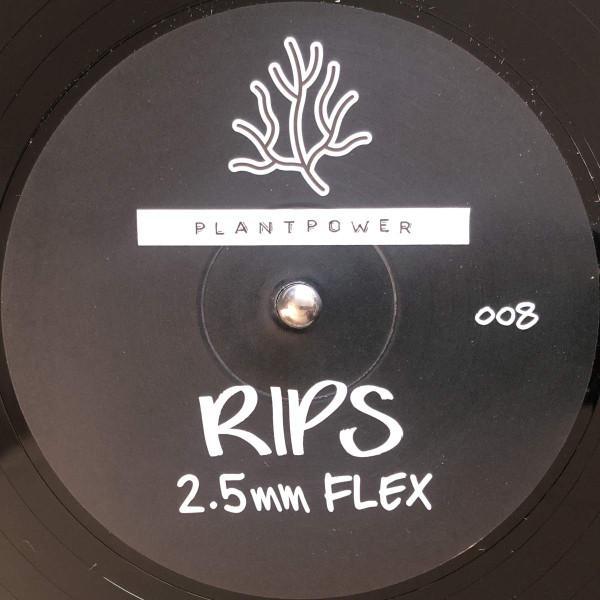 PLANTPOWER
008
RIPS
2.5mm FLEX